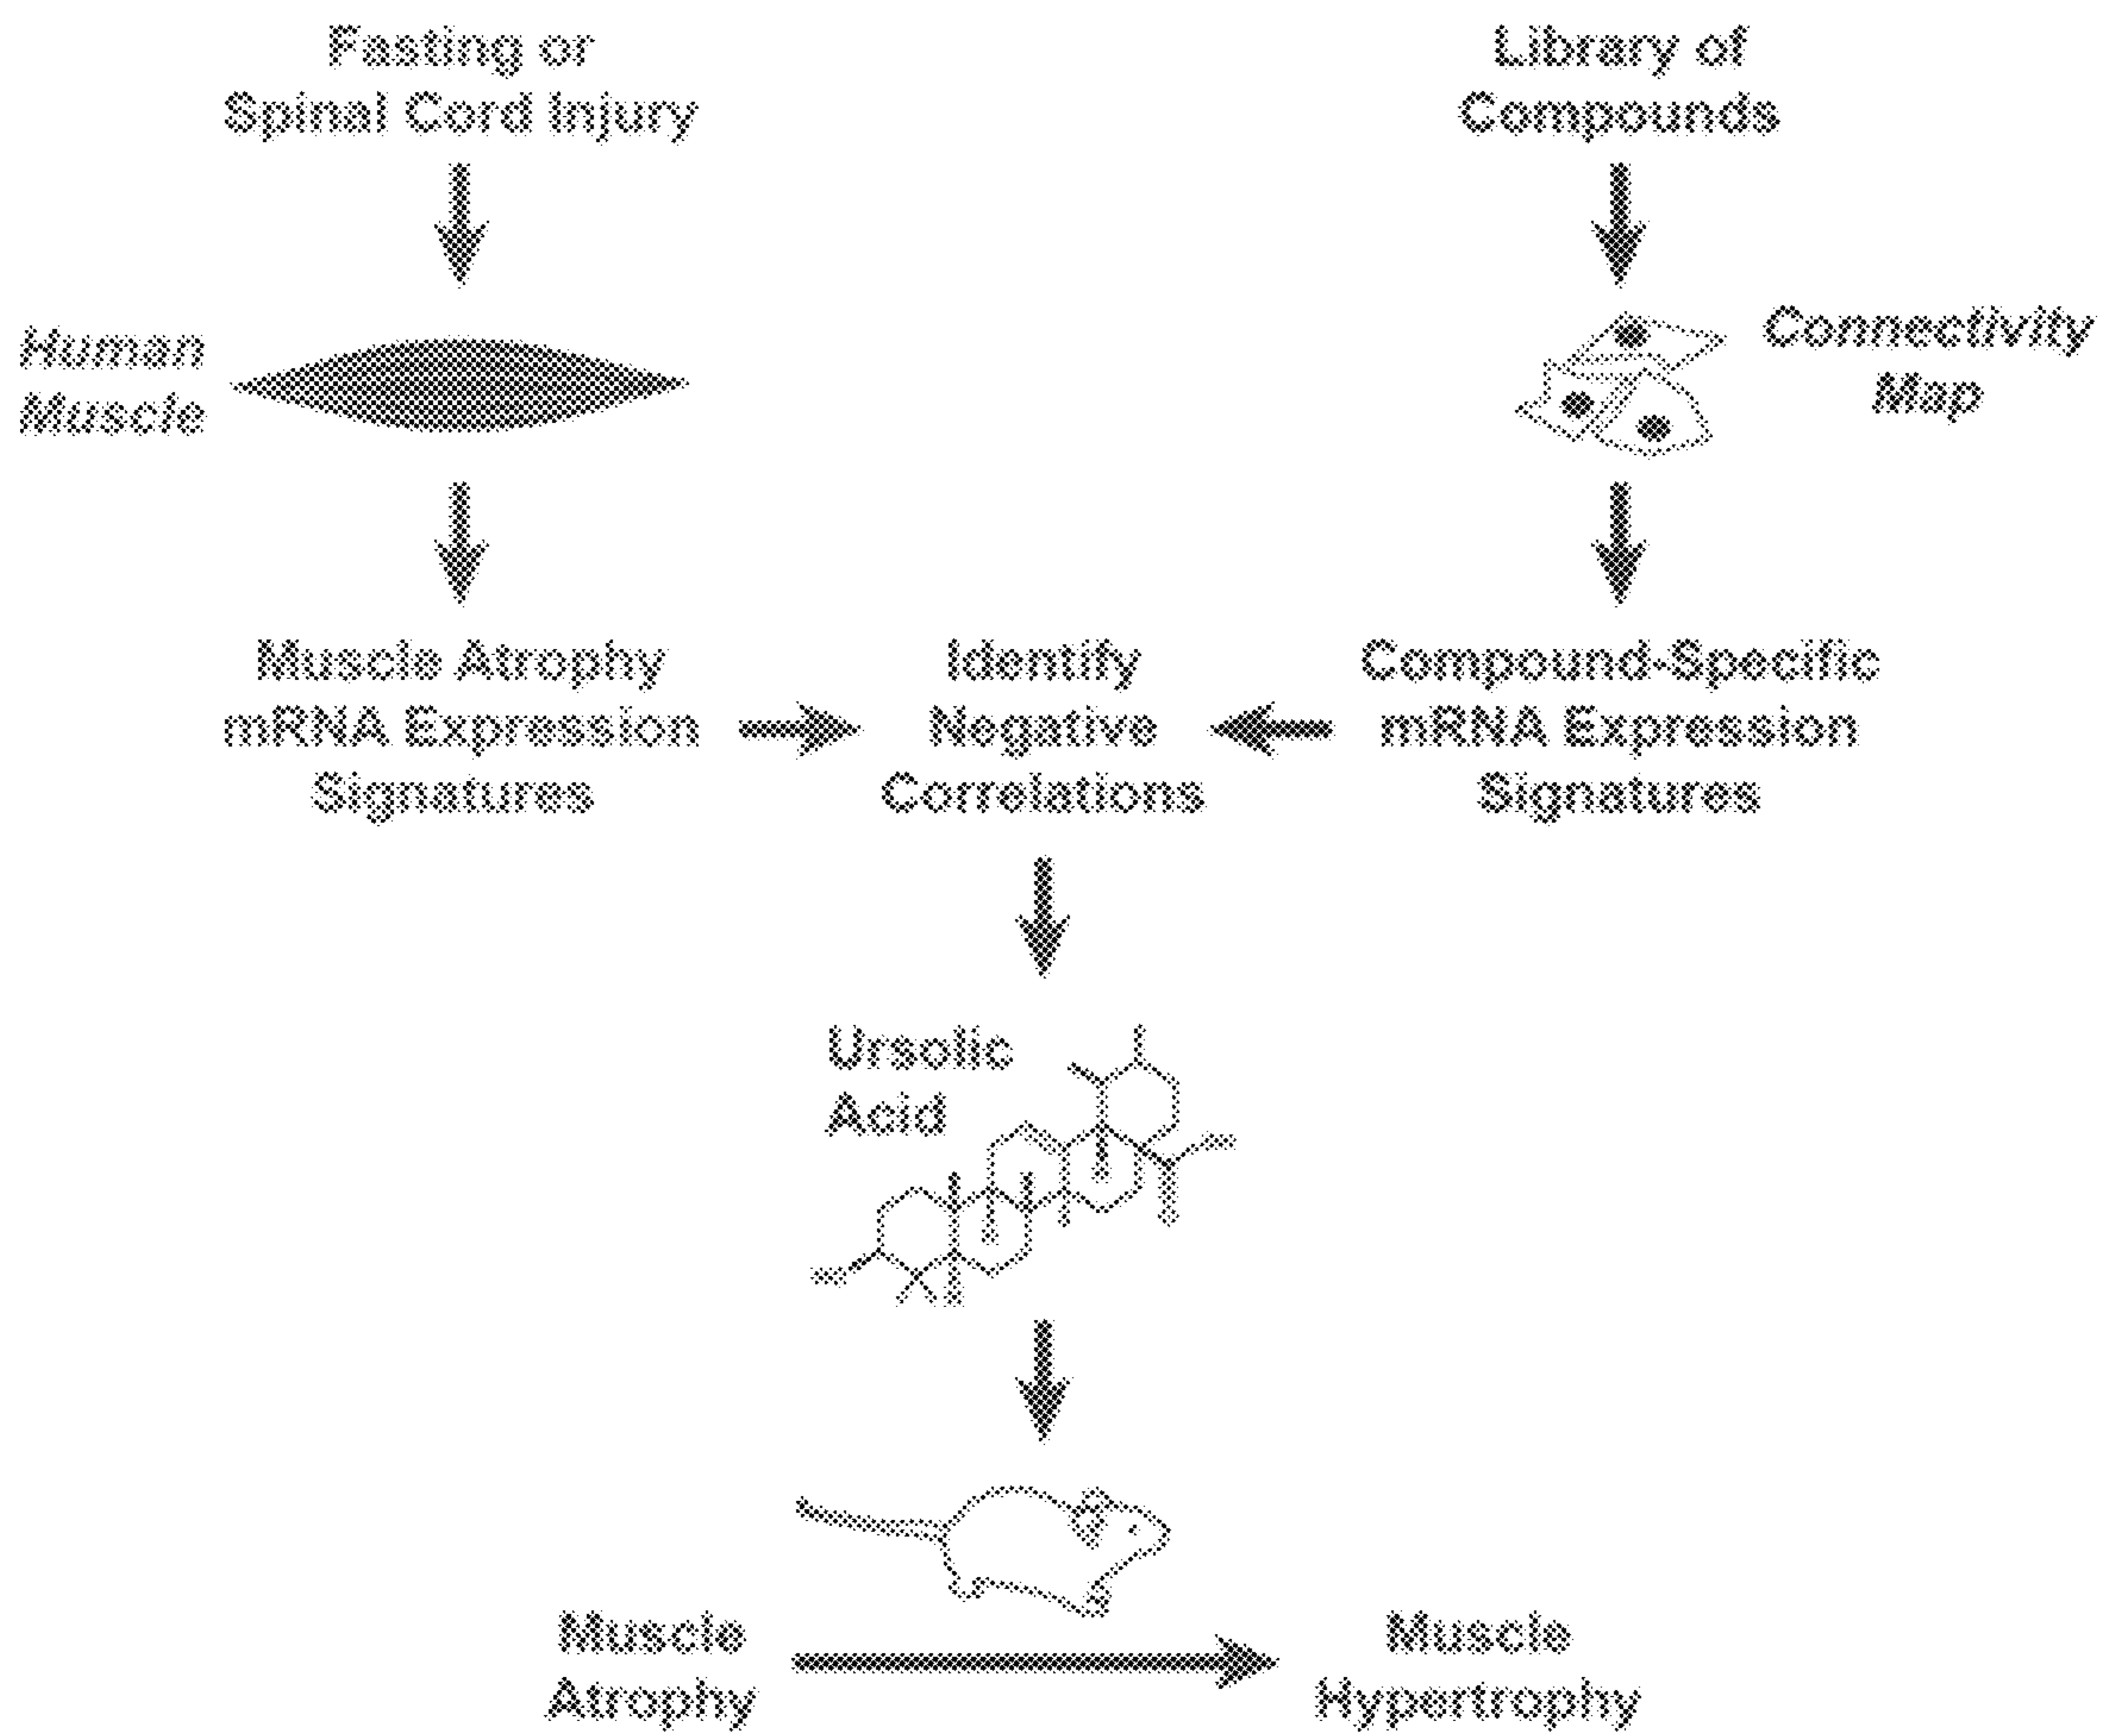 Fasting or
Spinal Cord Injury
Library of
Compounds
Human
Muscle
Connectivity
Map
Muscle Atrophy
mRNA Expression
Signatures
Identify
Negative
Correlations
Compound-Specific
mRNA Expression
Signatures
Ursolic
Acid
Muscle
Atrophy
Muscle
Hypertrophy